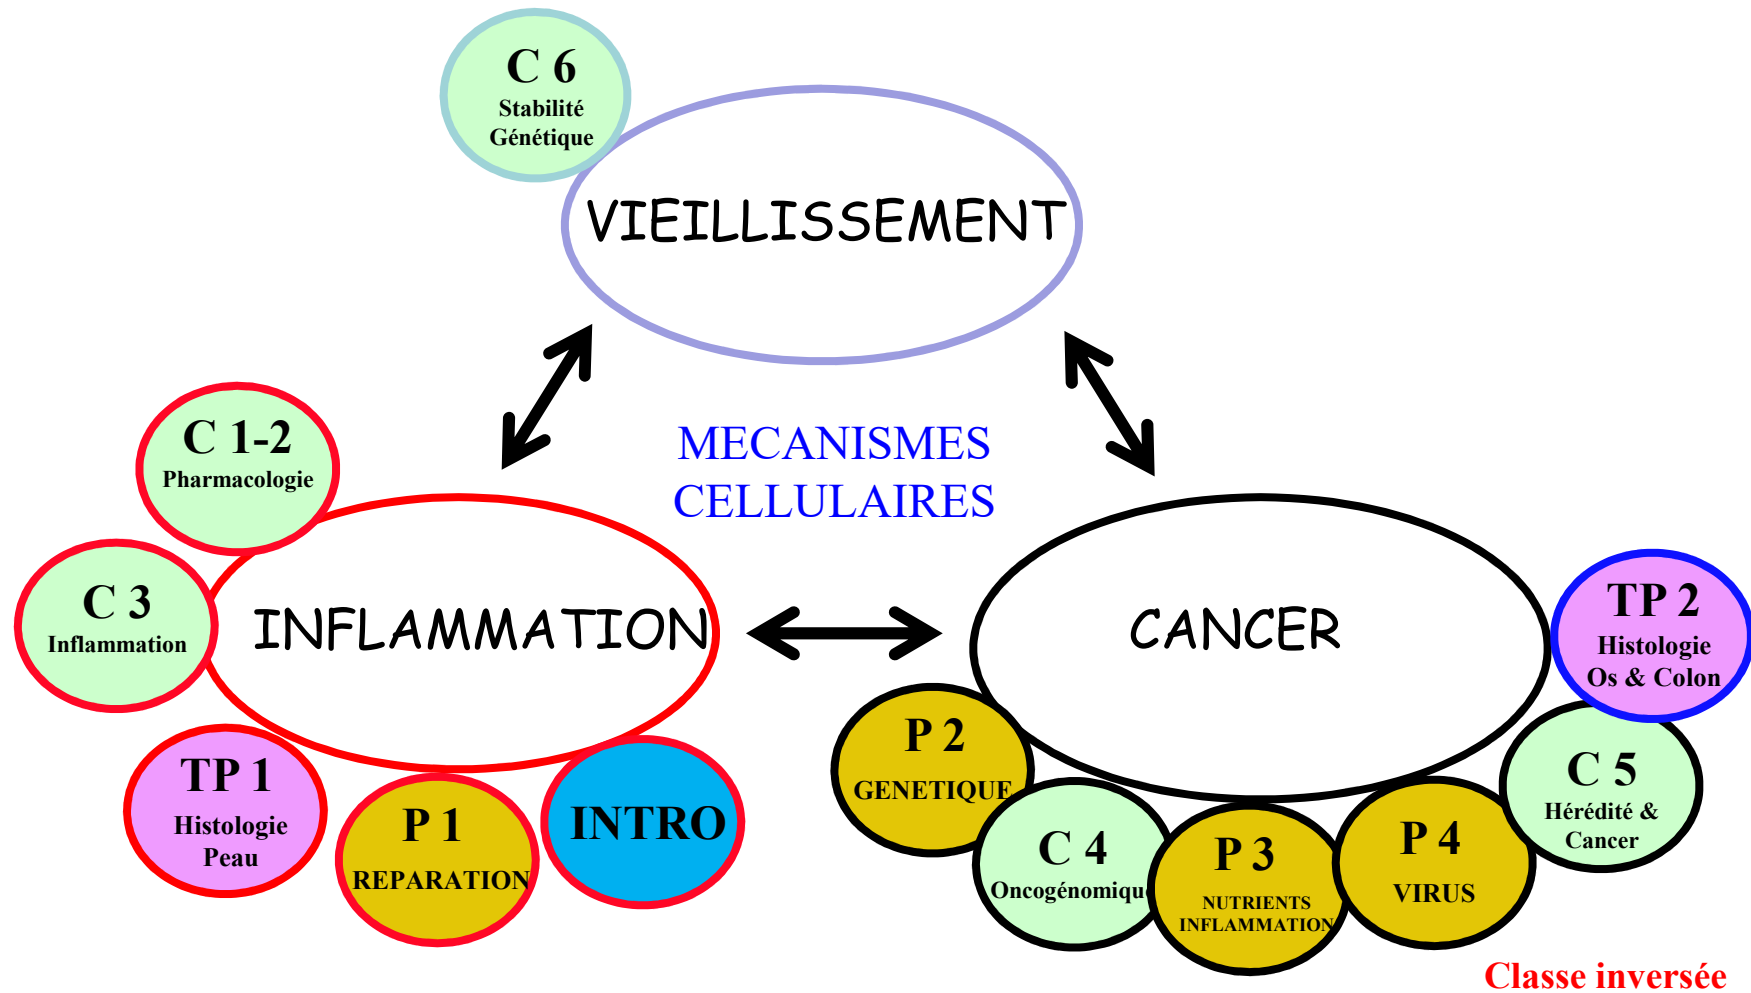 C 6
Stabilité
Génétique
VIEILLISSEMENT
MECANISMES
CELLULAIRES
C 1-2
Pharmacologie
C 3
Inflammation
INFLAMMATION
TP 1
Histologie
Peau
P 1
REPARATION
INTRO
CANCER
P 2
GENETIQUE
C 4
Oncogénomiqu
P 3
NUTRIENTS
INFLAMMATION
P 4
VIRUS
C 5
Hérédité &
Cancer
TP 2
Histologie
Os & Colon
Classe inversée